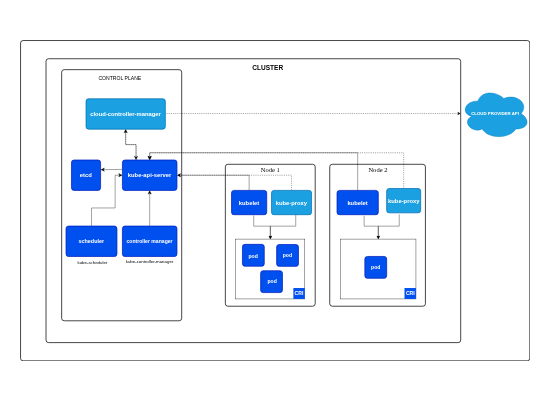 CLUSTER
CONTROL PLANE
cloud-controller-manager
CLOUD PROVIDER API
etcd
kube-api-server
scheduler
controller manager
kube-scheduler
kube-controller-manager
Node 1
kubelet
kube-proxy
pod
pod
pod
CRI
Node 2
kubelet
kube-proxy
pod
CRI